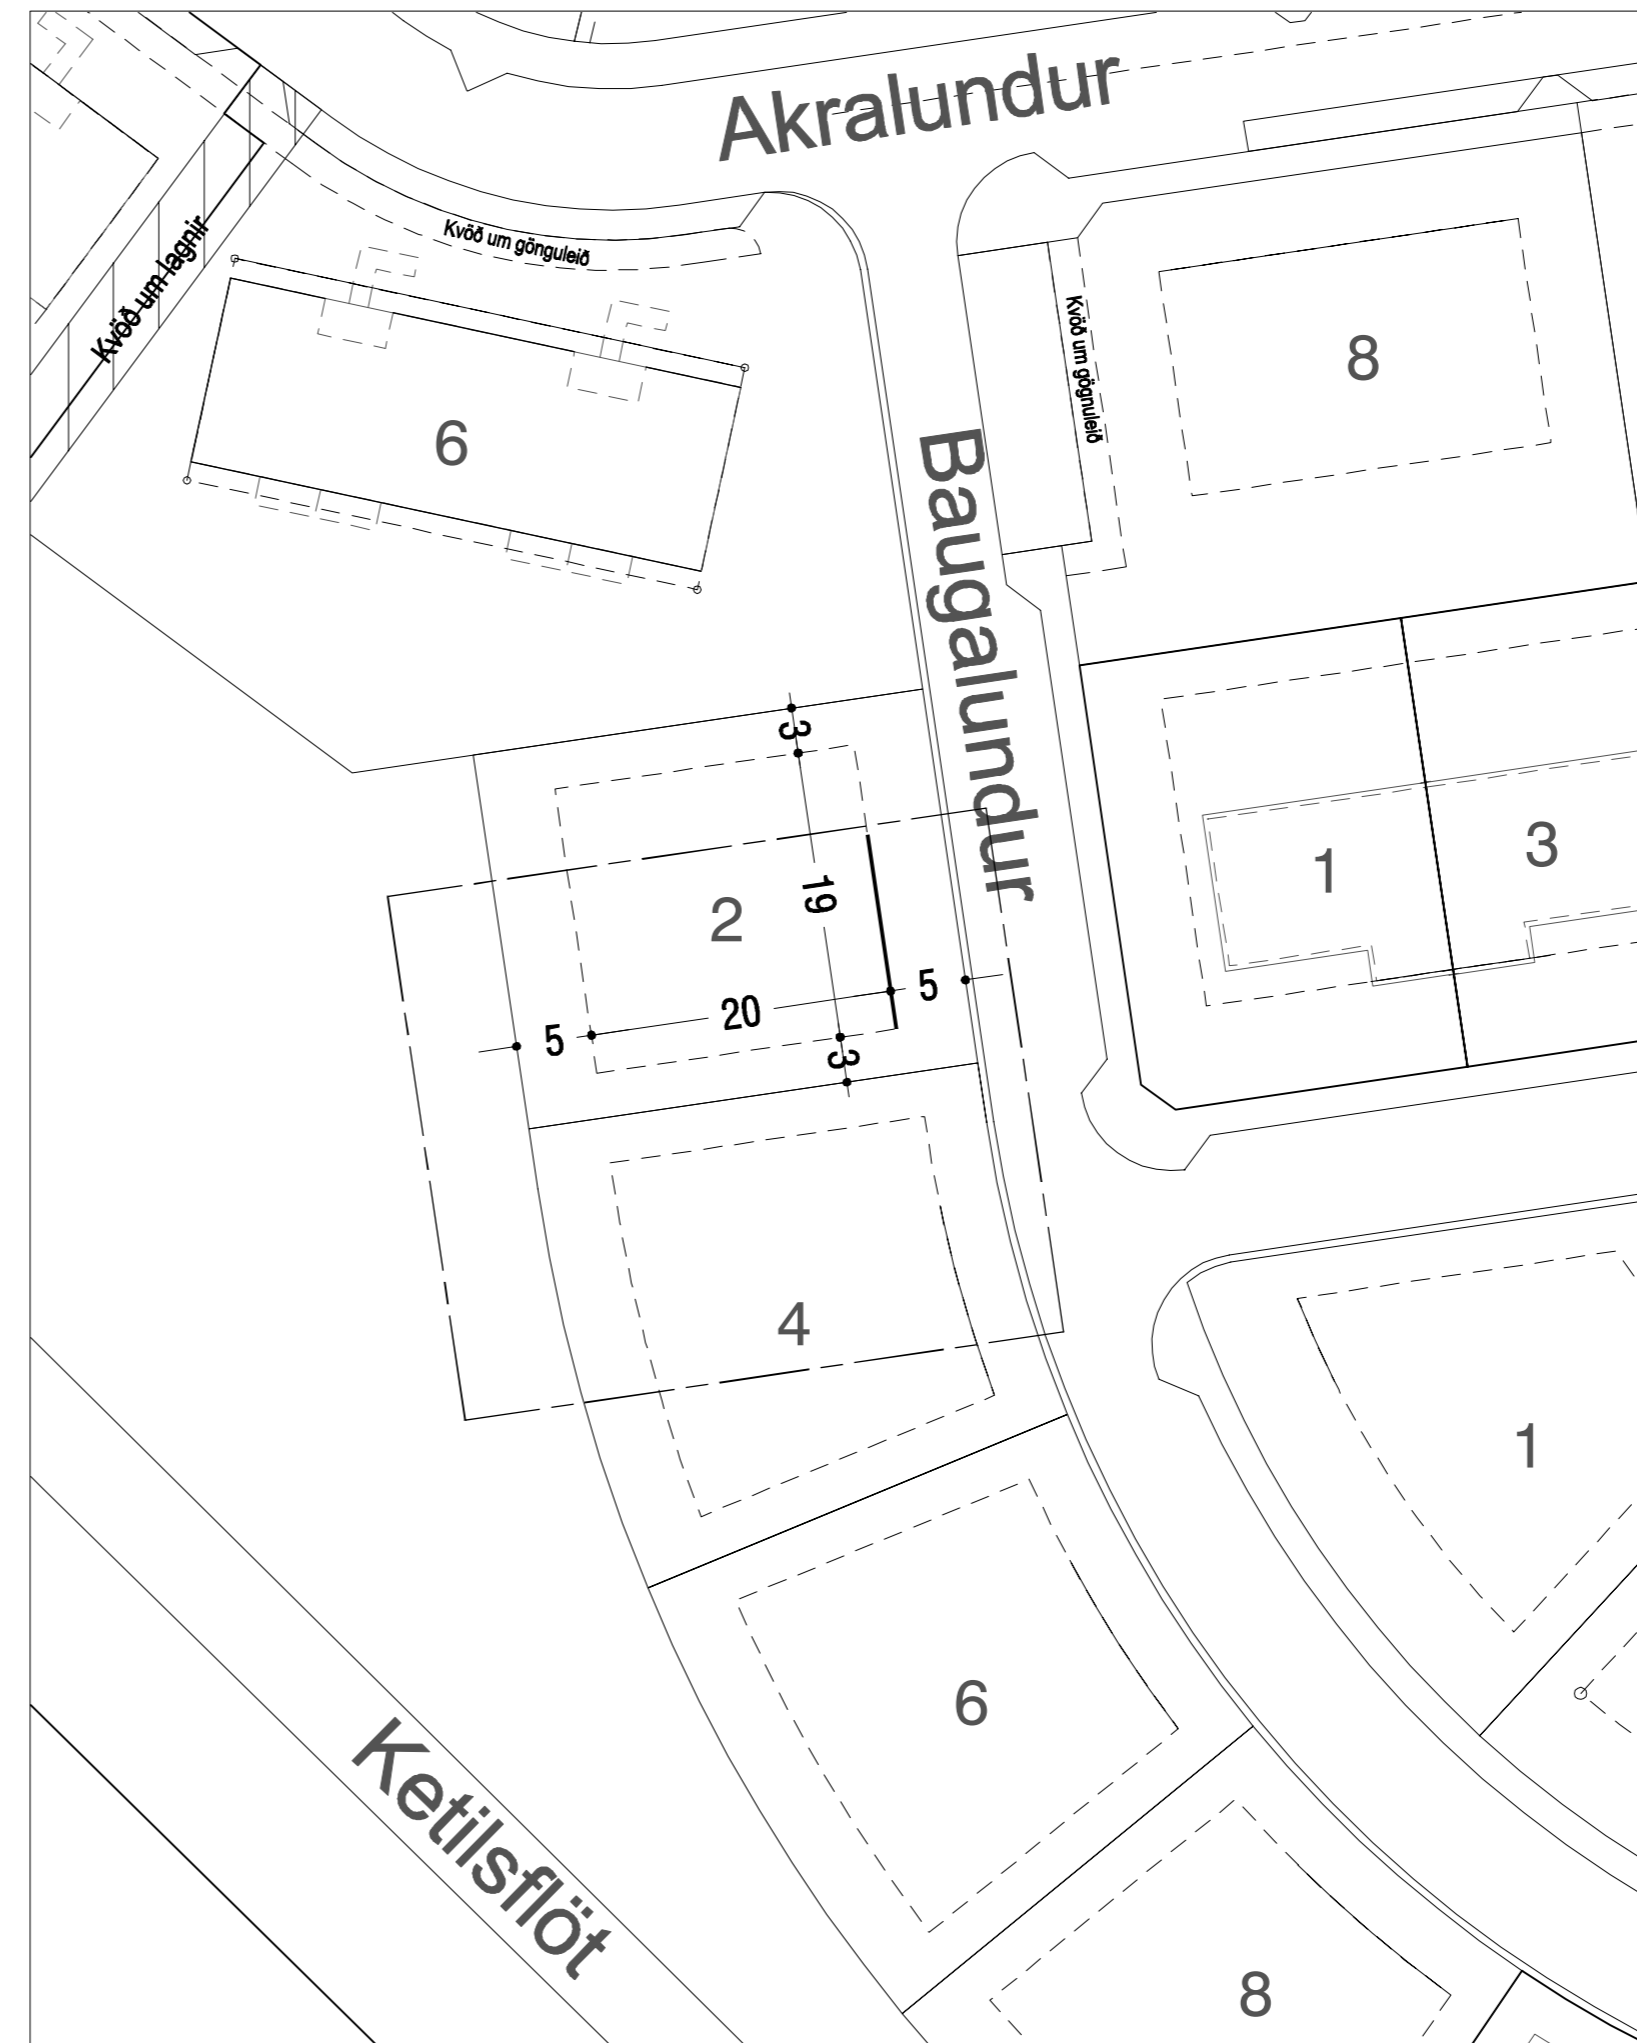 Akralundur
Kvöð um gönguleið
Kvöð um lagnir
Kvöð um gögnuleið
8
6
Baugalundur
3
19
2
1
3
5
20
5
3
4
1
6
Ketilsflöt
8